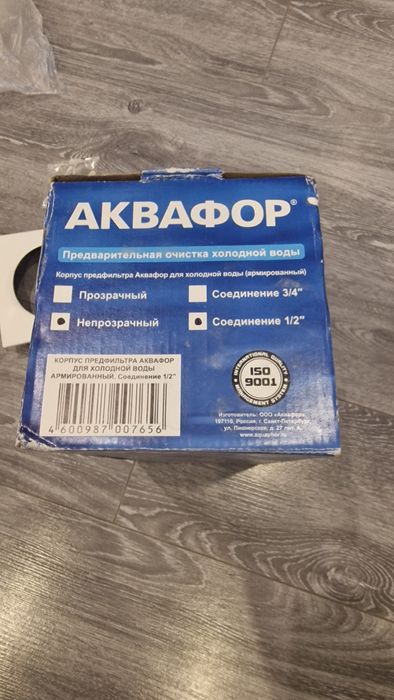 АКВАФОР®
Предварительная очистка холодной воды
Корпус предфильтра Аквафор для холодной воды (армированный)
Прозрачный
Соединение 3/4"
Непрозрачный
Соединение 1/2"
КОРПУС ПРЕДФИЛЬТРА АКВАФОР
ДЛЯ ХОЛОДНОЙ ВОДЫ
АРМИРОВАННЫЙ. Соединение 1/2"
4 600987 007656
INTERNATIONAL QUALITY
ISO
9001
MANAGEMENT SYSTEM
Изготовитель: ООО «Аквафор»,
197110, Россия, г. Санкт-Петербург,
ул. Пионерская, д. 27 лит. А.
www.aquaphor.ru